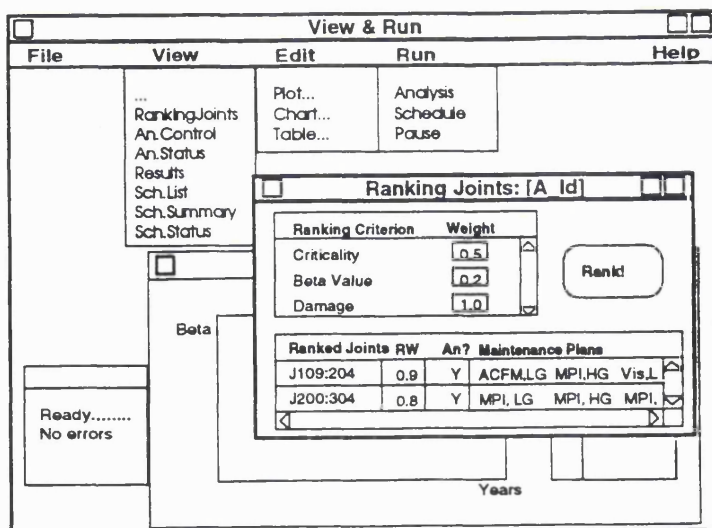 View & Run
File View Edit Run Help
...
RankingJoints
An.Control
An.Status
Results
Sch.List
Sch.Summary
Sch.Status
Plot...
Chart...
Table...
Analysis
Schedule
Pause
Ranking Joints: [A_Id]
Ranking Criterion Weight
Criticality 0.5
Beta Value 0.2
Damage 1.0
Rank!
Ranked Joints RW An? Maintenance Plans
J109:204 0.9 Y ACFM,LG MPI,HG Vis,L
J200:304 0.8 Y MPI, LG MPI, HG MPI,
Beta
Years
Ready........
No errors